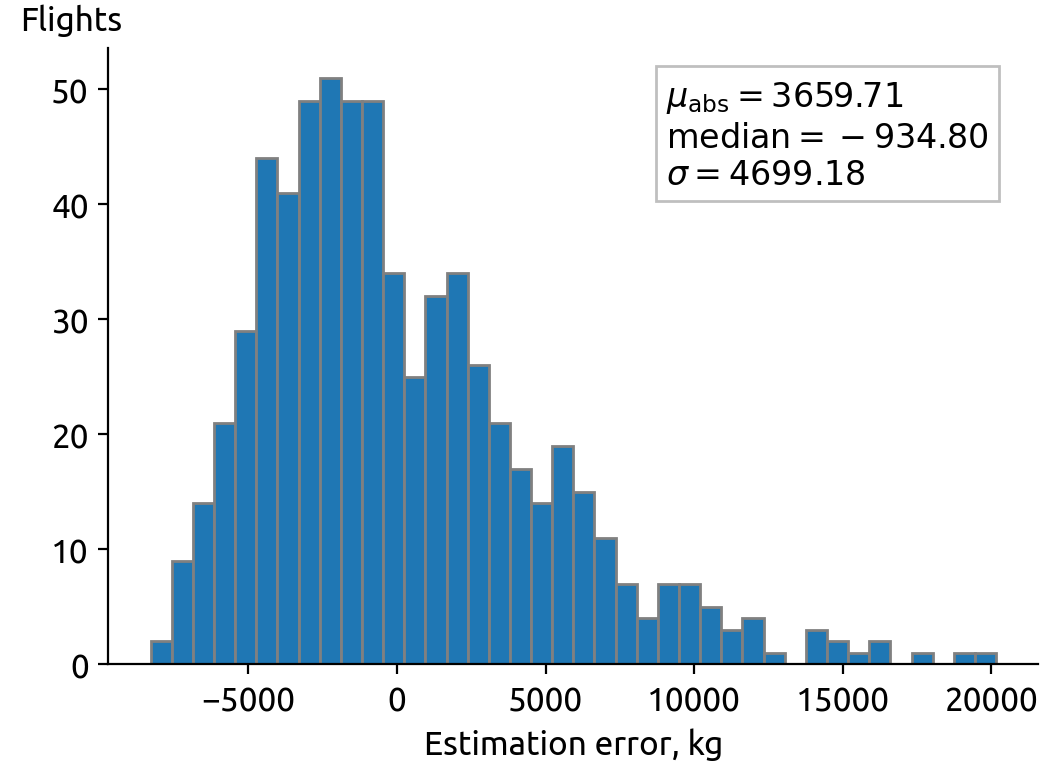 Flights
50
40
30
20
10
0
μabs = 3659.71
median = − 934.80
σ = 4699.18
−5000 0 5000 10000 15000 20000
Estimation error, kg